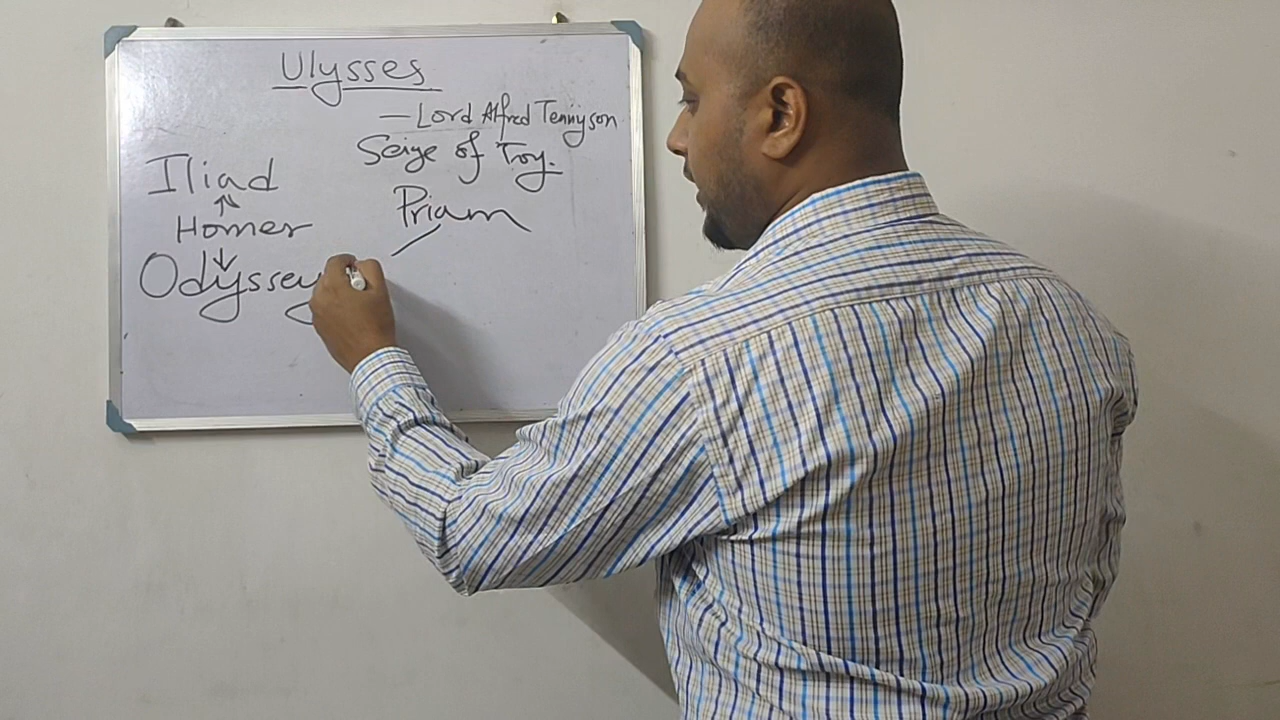 Ulysses
— Lord Alfred Tennyson
Seige of Troy.
Priam
Iliad
Homer
Odyssey